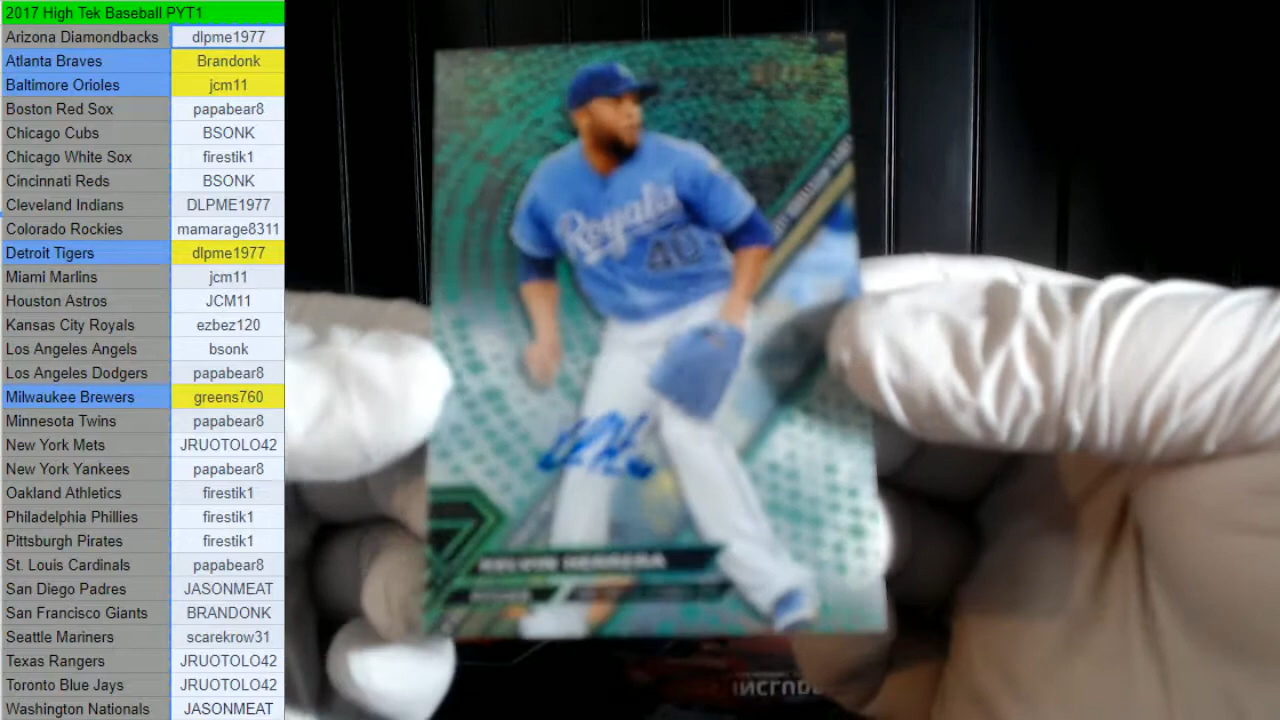 2017 High Tek Baseball PYT1
Arizona Diamondbacks dlpme1977
Atlanta Braves Brandonk
Baltimore Orioles jcm11
Boston Red Sox papabear8
Chicago Cubs BSONK
Chicago White Sox firestik1
Cincinnati Reds BSONK
Cleveland Indians DLPME1977
Colorado Rockies mamarage8311
Detroit Tigers dlpme1977
Miami Marlins jcm11
Houston Astros JCM11
Kansas City Royals ezbez120
Los Angeles Angels bsonk
Los Angeles Dodgers papabear8
Milwaukee Brewers greens760
Minnesota Twins papabear8
New York Mets JRUOTOLO42
New York Yankees papabear8
Oakland Athletics firestik1
Philadelphia Phillies firestik1
Pittsburgh Pirates firestik1
St. Louis Cardinals papabear8
San Diego Padres JASONMEAT
San Francisco Giants BRANDONK
Seattle Mariners scarekrow31
Texas Rangers JRUOTOLO42
Toronto Blue Jays JRUOTOLO42
Washington Nationals JASONMEAT
Royals
40
KELVIN HERRERA
PITCHER
INCLUD